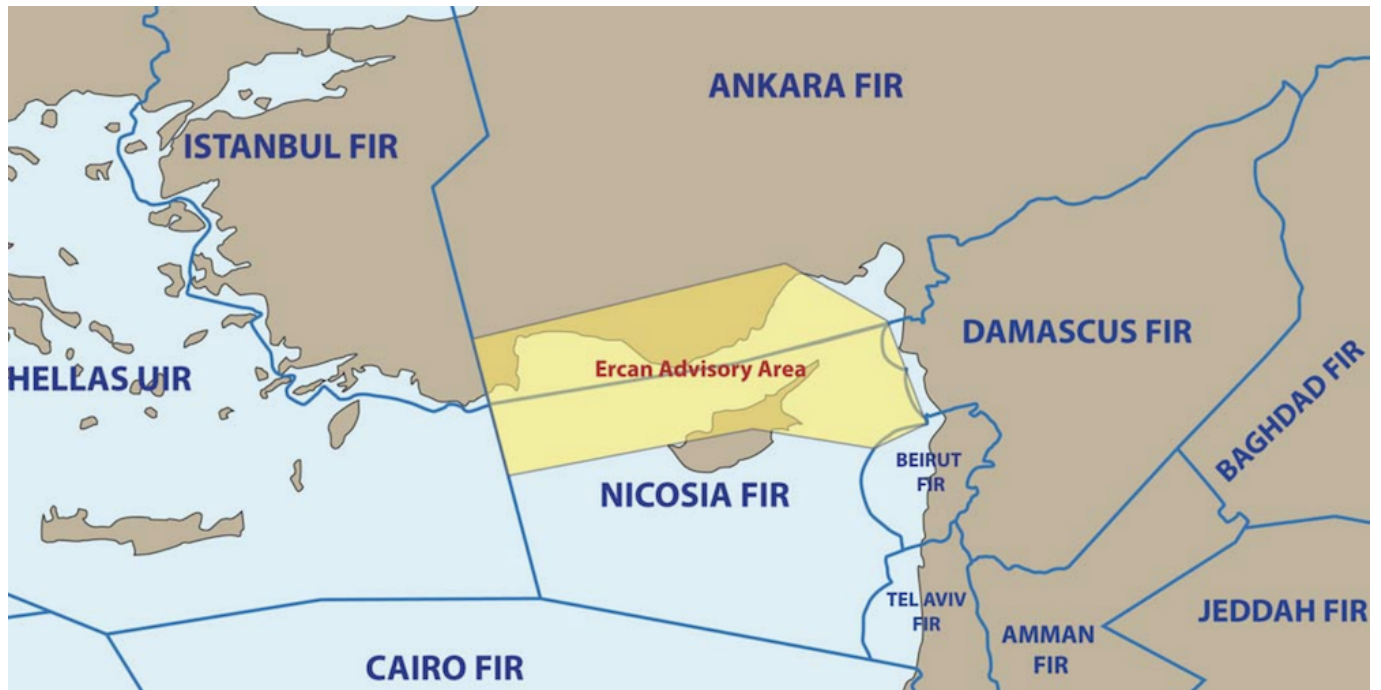 ANKARA FIR
ISTANBUL FIR
DAMASCUS FIR
Ercan Advisory Area
HELLAS UIR
BAGHDAD FIR
BEIRUT
FIR
NICOSIA FIR
TEL AVIV
FIR
JEDDAH FIR
AMMAN
FIR
CAIRO FIR